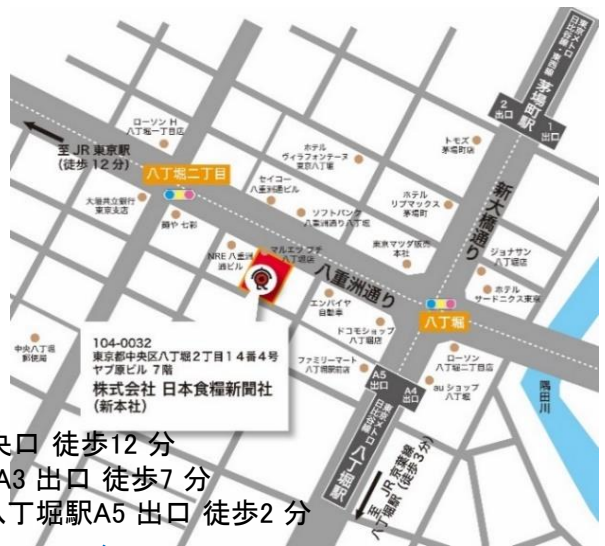 東京メトロ
日比谷線・東西線
茅場町駅
2
出口
1
出口
ローソン H
八丁堀一丁目店
至 JR 東京駅
(徒歩 12 分)
八丁堀二丁目
大垣共立銀行
東京支店
麺や 七彩
ホテル
ヴィラフォンテーヌ
東京八丁堀
セイコー
八重洲通ビル
ソフトバンク
八重洲通り八丁堀
トモズ
茅場町店
ホテル
リブマックス
茅場町
新大橋通り
東京マツダ販売
本社
ジョナサン
八丁堀店
ホテル
サードニクス東京
NRE 八重洲
通ビル
マルエツ プチ
八丁堀店
八重洲通り
エンパイヤ
自動車
ドコモショップ
八丁堀店
八丁堀
ファミリーマート
八丁堀駅前店
ローソン
八丁堀二丁目店
au ショップ
八丁堀
A5
出口
A4
出口
東京メトロ
日比谷線
八丁堀駅
至 JR 京葉線
八丁堀駅(徒歩 3 分)
隅田川
中央八丁堀
郵便局
104-0032
東京都中央区八丁堀2丁目14番4号
ヤブ原ビル 7階
株式会社 日本食糧新聞社
(新本社)
央口 徒歩12 分
A3 出口 徒歩7 分
八丁堀駅A5 出口 徒歩2 分